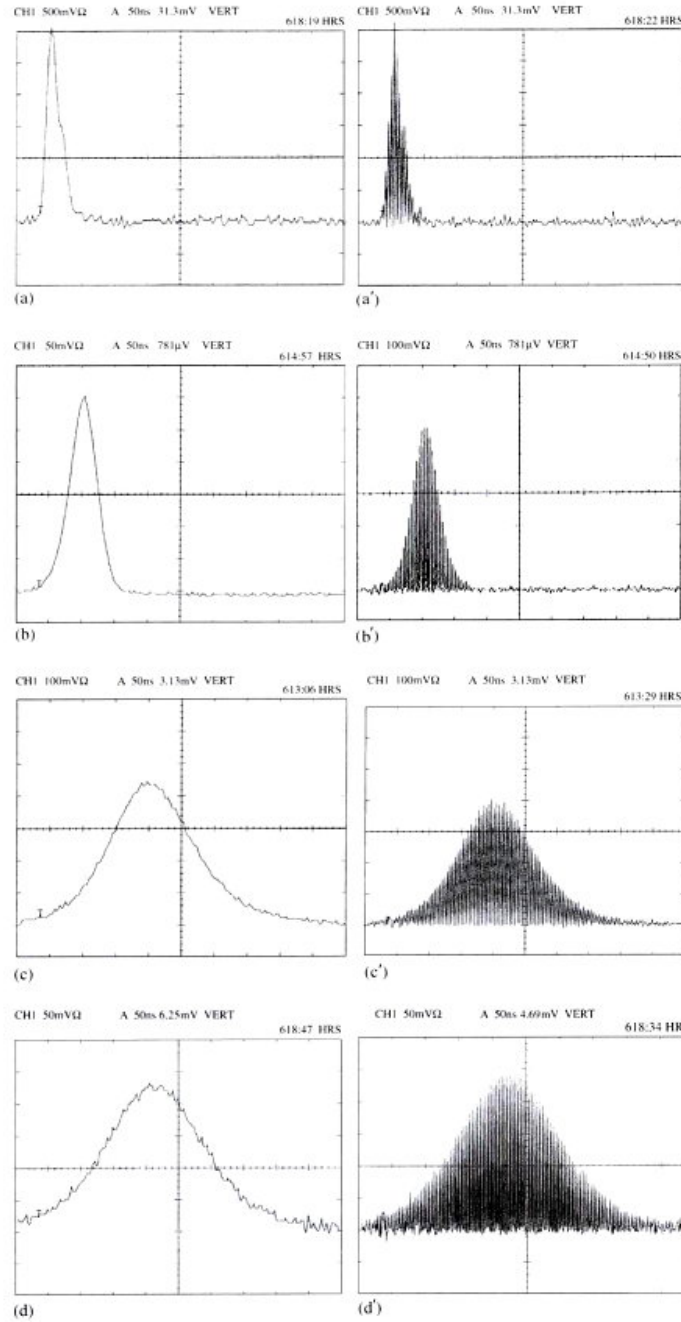 CH1 500mVΩ A 50ns 31.3mV VERT
618:19 HRS
CH1 500mVΩ A 50ns 31.3mV VERT
618:22 HRS
(a)
(a′)
CH1 50mVΩ A 50ns 781μV VERT
614:57 HRS
CH1 100mVΩ A 50ns 781μV VERT
614:50 HRS
(b)
(b′)
CH1 100mVΩ A 50ns 3.13mV VERT
613:06 HRS
CH1 100mVΩ A 50ns 3.13mV VERT
613:29 HRS
(c)
(c′)
CH1 50mVΩ A 50ns 6.25mV VERT
618:47 HRS
CH1 50mVΩ A 50ns 4.69mV VERT
618:34 HR
(d)
(d′)